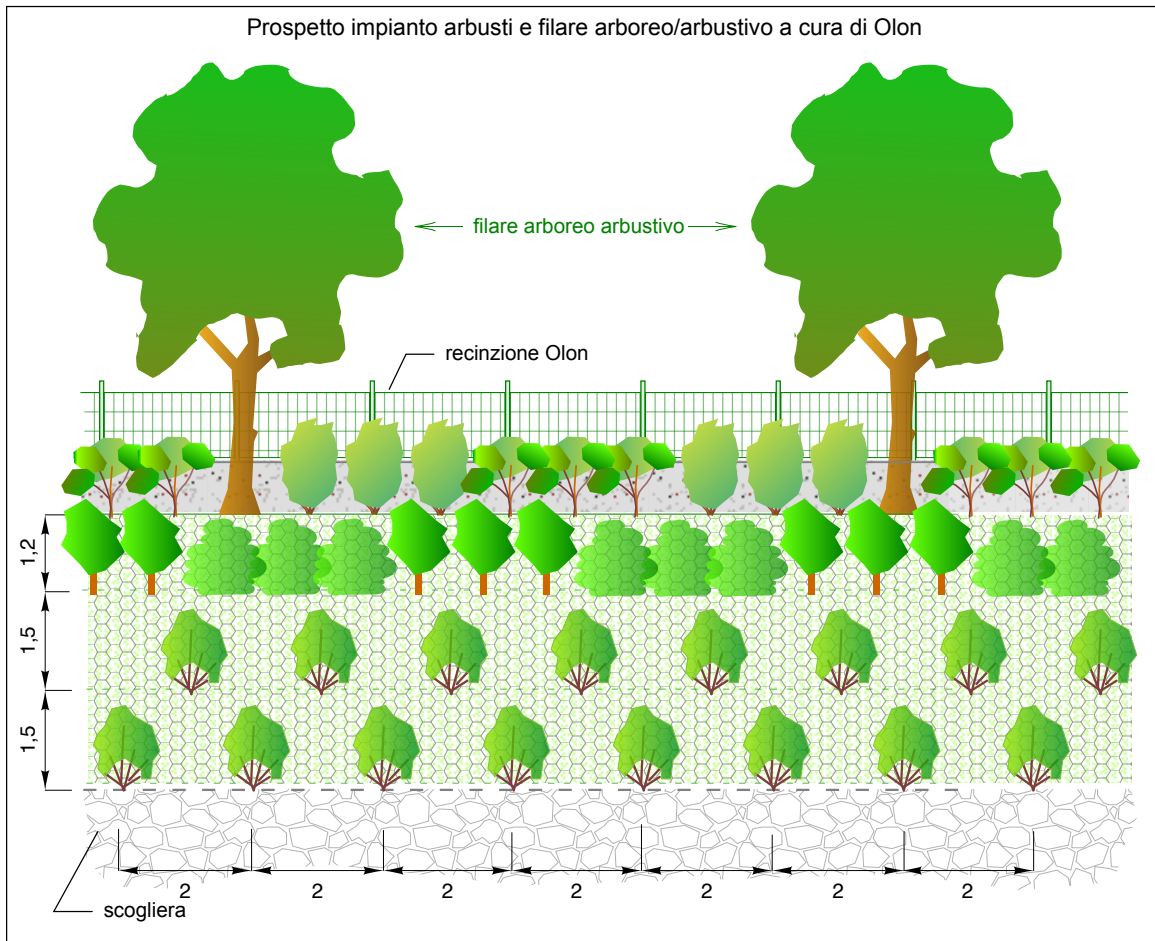 Prospetto impianto arbusti e filare arboreo/arbustivo a cura di Olon
filare arboreo arbustivo
recinzione Olon
1,2
1,5
1,5
2 2 2 2 2 2 2
scogliera